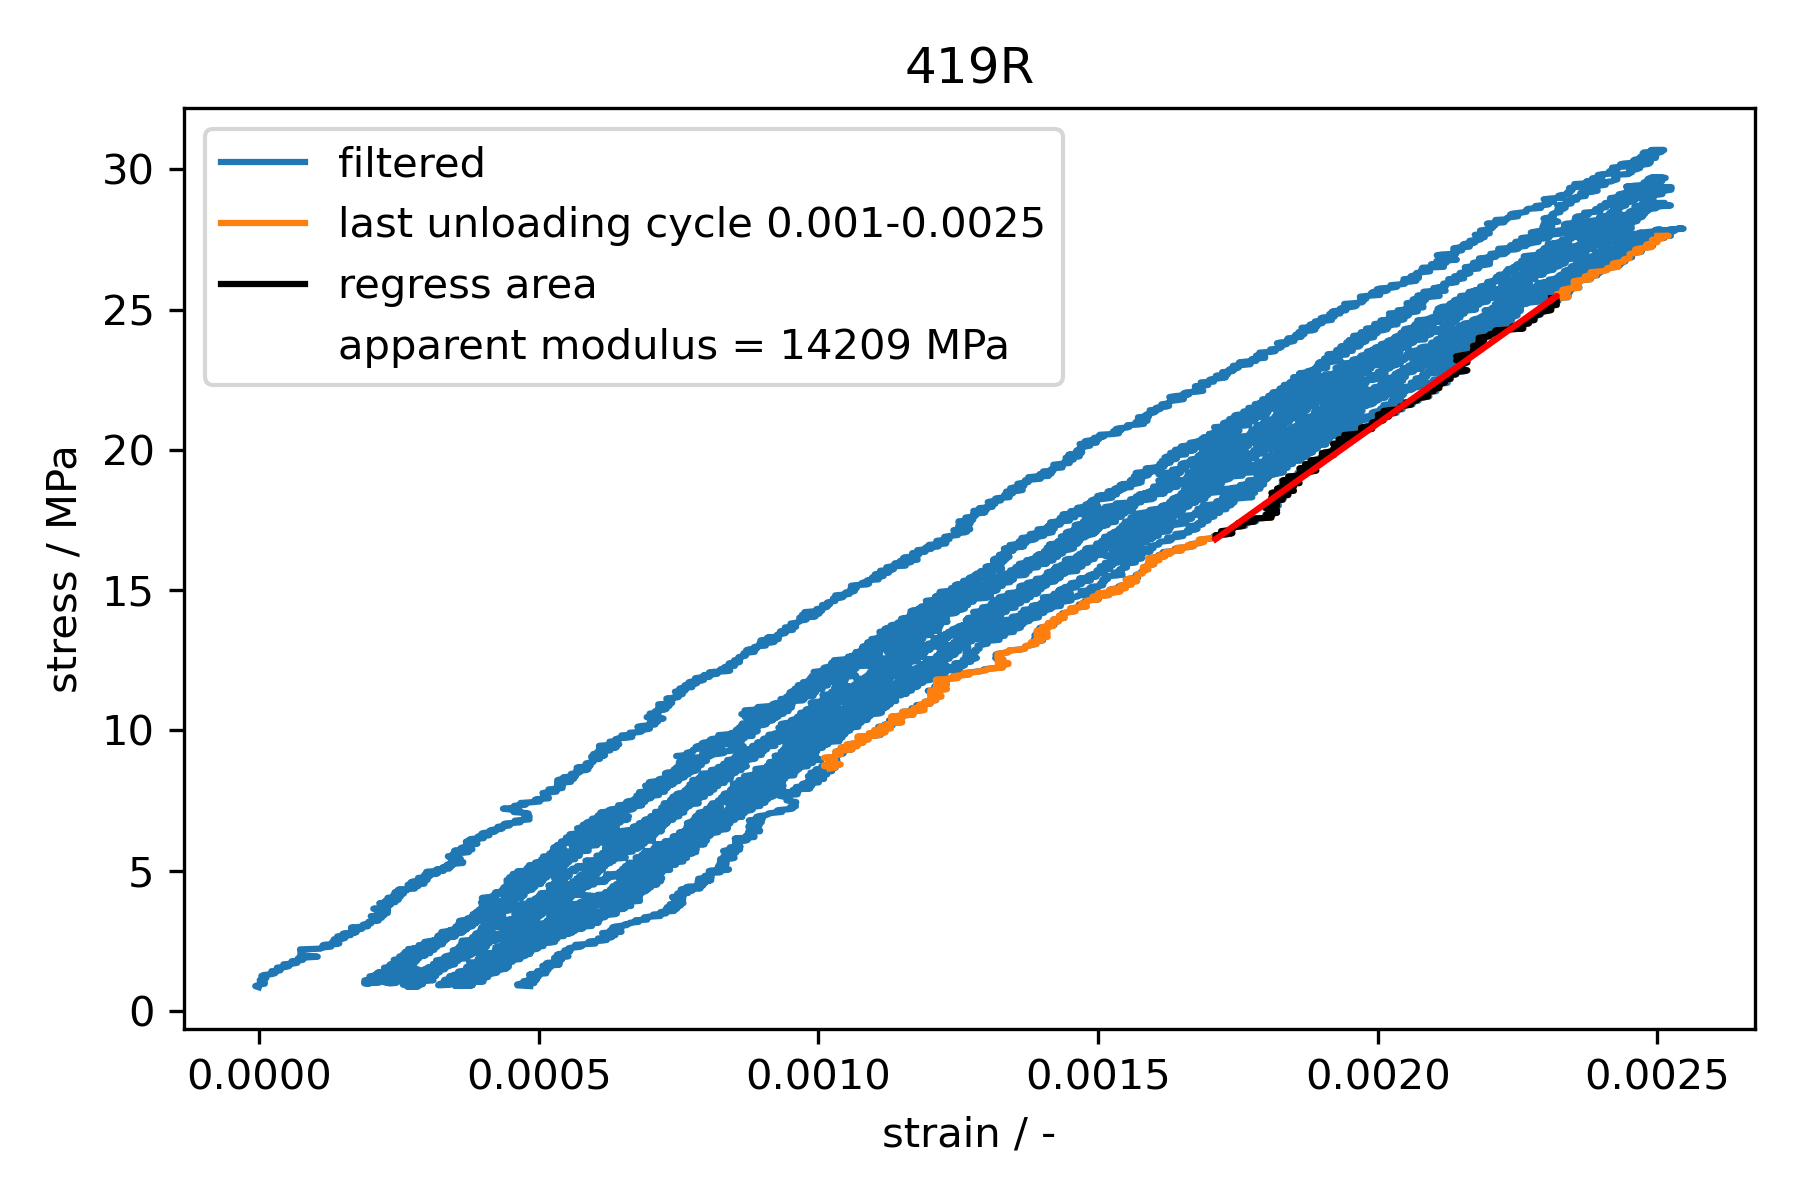 419R
filtered
last unloading cycle 0.001-0.0025
regress area
apparent modulus = 14209 MPa
stress / MPa
30
25
20
15
10
5
0
0.0000 0.0005 0.0010 0.0015 0.0020 0.0025
strain / -